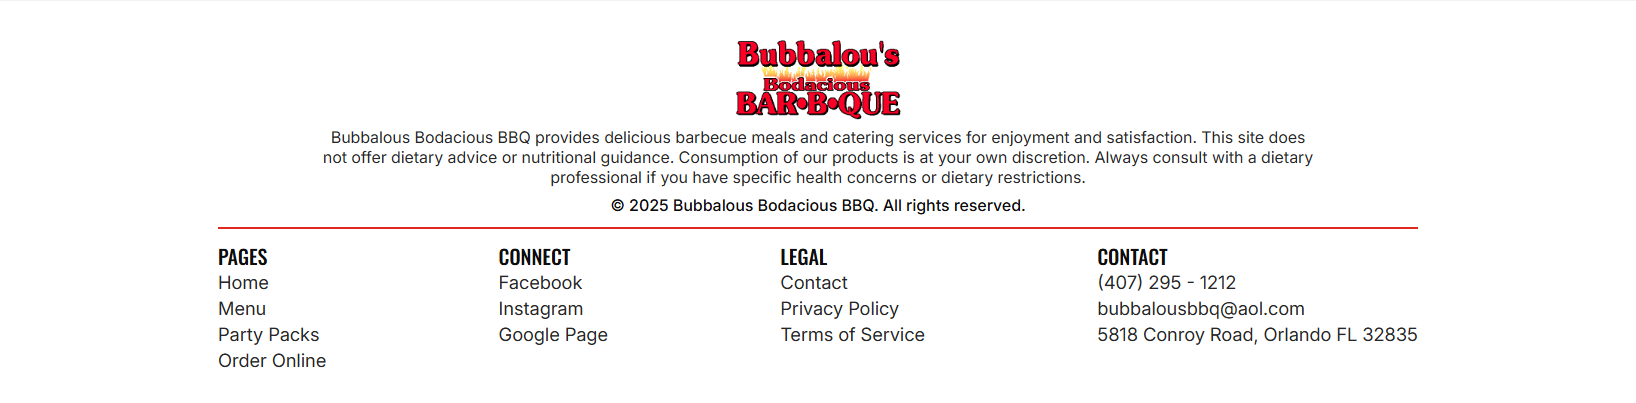 Bubbalou's
Bodacious
BAR•B•QUE
Bubbalous Bodacious BBQ provides delicious barbecue meals and catering services for enjoyment and satisfaction. This site does
not offer dietary advice or nutritional guidance. Consumption of our products is at your own discretion. Always consult with a dietary
professional if you have specific health concerns or dietary restrictions.
© 2025 Bubbalous Bodacious BBQ. All rights reserved.
PAGES
Home
Menu
Party Packs
Order Online
CONNECT
Facebook
Instagram
Google Page
LEGAL
Contact
Privacy Policy
Terms of Service
CONTACT
(407) 295 - 1212
bubbalousbbq@aol.com
5818 Conroy Road, Orlando FL 32835